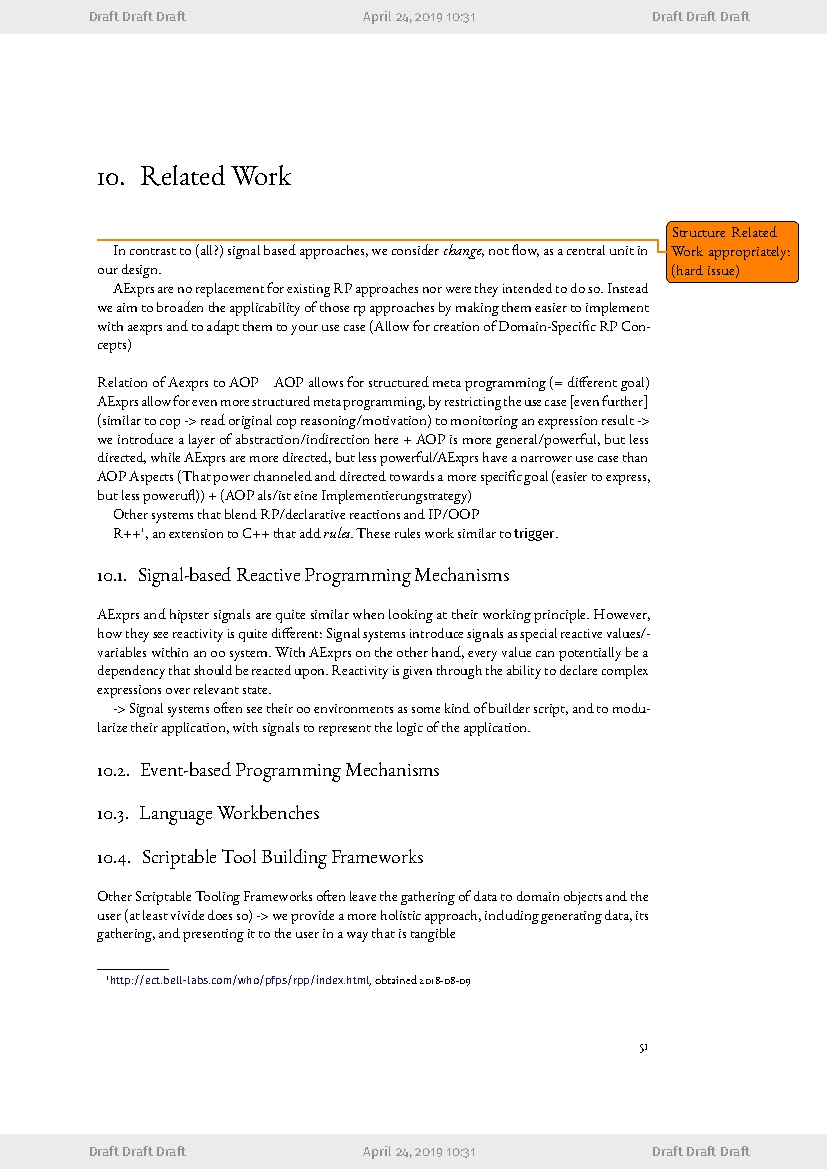 Draft Draft Draft April 24, 2019 10:31 Draft Draft Draft
10. Related Work
Structure Related
Work appropriately:
(hard issue)
In contrast to (all?) signal based approaches, we consider change, not flow, as a central unit in
our design.
AExprs are no replacement for existing RP approaches nor were they intended to do so. Instead
we aim to broaden the applicability of those rp approaches by making them easier to implement
with aexprs and to adapt them to your use case (Allow for creation of Domain-Specific RP Con-
cepts)
Relation of Aexprs to AOP AOP allows for structured meta programming (= different goal)
AExprs allow for even more structured meta programming, by restricting the use case [even further]
(similar to cop -> read original cop reasoning/motivation) to monitoring an expression result ->
we introduce a layer of abstraction/indirection here + AOP is more general/powerful, but less
directed, while AExprs are more directed, but less powerful/AExprs have a narrower use case than
AOP Aspects (That power channeled and directed towards a more specific goal (easier to express,
but less powerufl)) + (AOP als/ist eine Implementierungstrategy)
Other systems that blend RP/declarative reactions and IP/OOP
R++¹, an extension to C++ that add rules. These rules work similar to trigger.
10.1. Signal-based Reactive Programming Mechanisms
AExprs and hipster signals are quite similar when looking at their working principle. However,
how they see reactivity is quite different: Signal systems introduce signals as special reactive values/-
variables within an oo system. With AExprs on the other hand, every value can potentially be a
dependency that should be reacted upon. Reactivity is given through the ability to declare complex
expressions over relevant state.
-> Signal systems often see their oo environments as some kind of builder script, and to modu-
larize their application, with signals to represent the logic of the application.
10.2. Event-based Programming Mechanisms
10.3. Language Workbenches
10.4. Scriptable Tool Building Frameworks
Other Scriptable Tooling Frameworks often leave the gathering of data to domain objects and the
user (at least vivide does so) -> we provide a more holistic approach, including generating data, its
gathering, and presenting it to the user in a way that is tangible
¹http://ect.bell-labs.com/who/pfps/rpp/index.html, obtained 2018-08-09
51
Draft Draft Draft April 24, 2019 10:31 Draft Draft Draft